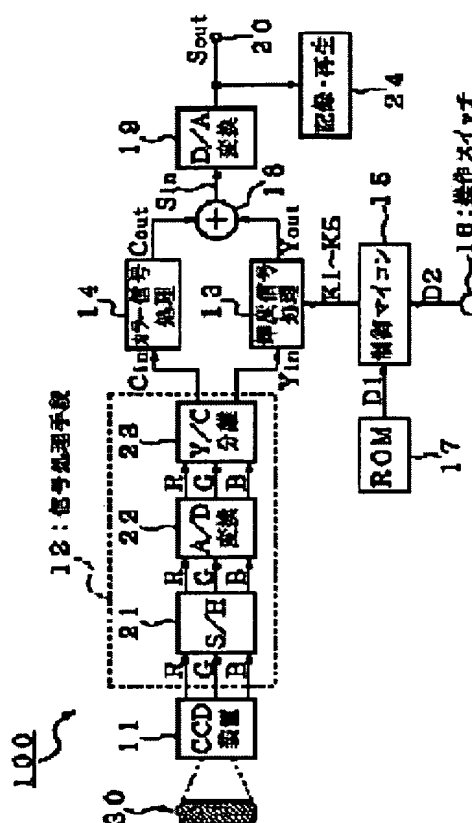 100
12:信号処理手段
30
11
CCD
装置
R
G
B
21
S/H
R
G
B
22
A/D
変換
R
G
B
23
Y/C
分離
Cin
14
カラー信号
処理
Cout
Yin
13
輝度信号
処理
Yout
K1~K5
18
Sin
19
D/A
変換
Sout
20
記録・再生
24
ROM
17
D1
制御マイコン
15
D2
16:操作スイッチ